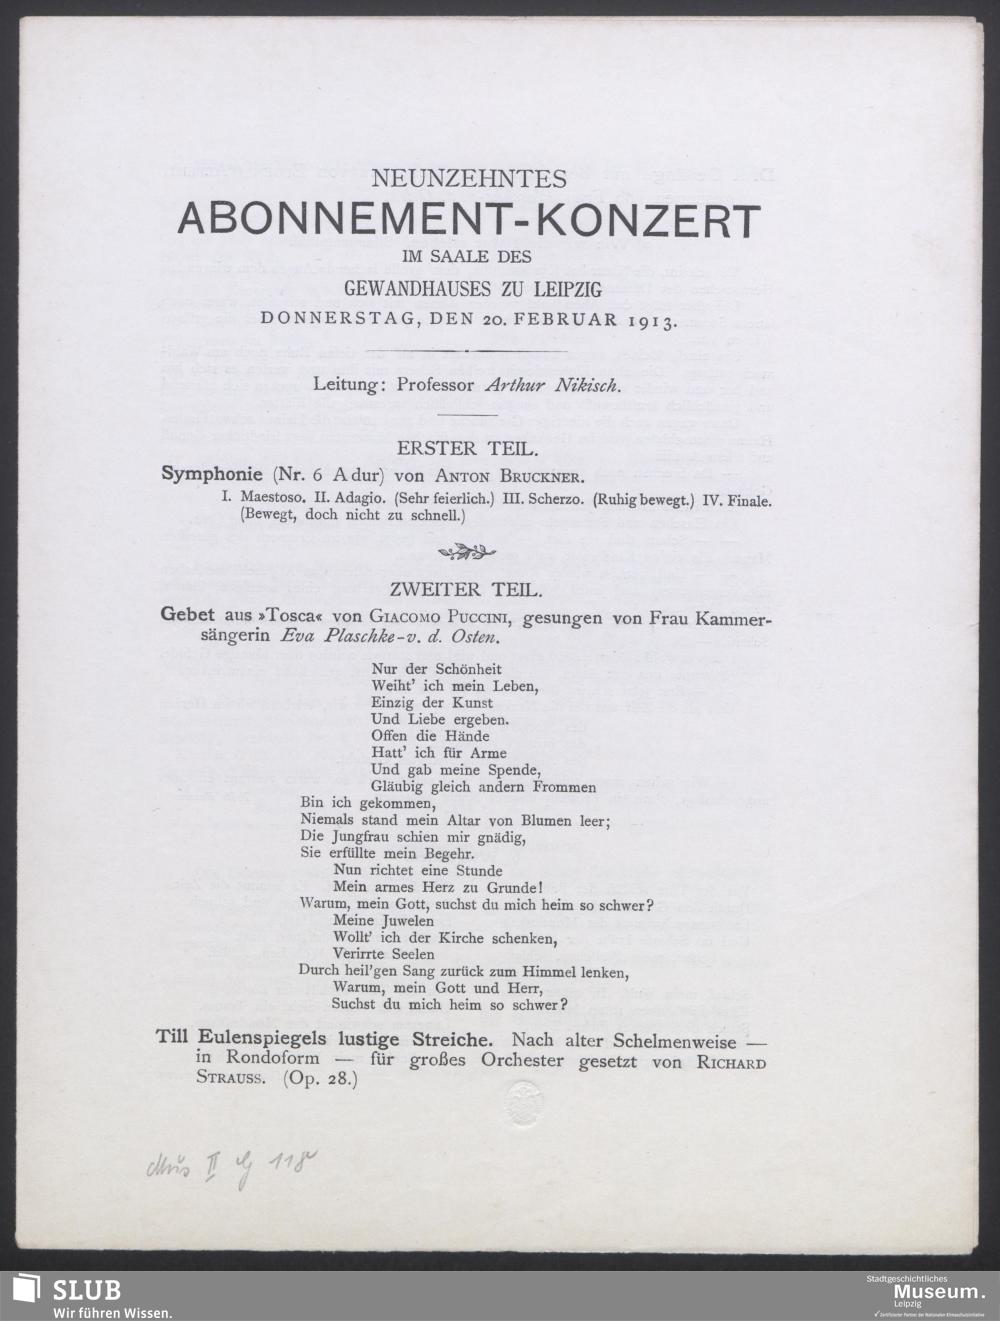 NEUNZEHNTES
ABONNEMENT-KONZERT
IM SAALE DES
GEWANDHAUSES ZU LEIPZIG
DONNERSTAG, DEN 20. FEBRUAR 1913.
Leitung: Professor Arthur Nikisch.
ERSTER TEIL.
Symphonie (Nr. 6 A dur) von ANTON BRUCKNER.
I. Maestoso. II. Adagio. (Sehr feierlich.) III. Scherzo. (Ruhig bewegt.) IV. Finale.
(Bewegt, doch nicht zu schnell.)
ZWEITER TEIL.
Gebet aus »Tosca« von GIACOMO PUCCINI, gesungen von Frau Kammer-
sängerin Eva Plaschke-v. d. Osten.
Nur der Schönheit
Weiht' ich mein Leben,
Einzig der Kunst
Und Liebe ergeben.
Offen die Hände
Hatt' ich für Arme
Und gab meine Spende,
Gläubig gleich andern Frommen
Bin ich gekommen,
Niemals stand mein Altar von Blumen leer;
Die Jungfrau schien mir gnädig,
Sie erfüllte mein Begehr.
Nun richtet eine Stunde
Mein armes Herz zu Grunde!
Warum, mein Gott, suchst du mich heim so schwer?
Meine Juwelen
Wollt' ich der Kirche schenken,
Verirrte Seelen
Durch heil'gen Sang zurück zum Himmel lenken,
Warum, mein Gott und Herr,
Suchst du mich heim so schwer?
Till Eulenspiegels lustige Streiche. Nach alter Schelmenweise —
in Rondoform — für großes Orchester gesetzt von RICHARD
STRAUSS. (Op. 28.)
Mus II 118
SLUB
Wir führen Wissen.
Stadtgeschichtliches
Museum.
Leipzig
Zertifizierter Partner der Nationalen Klimaschutzinitiative